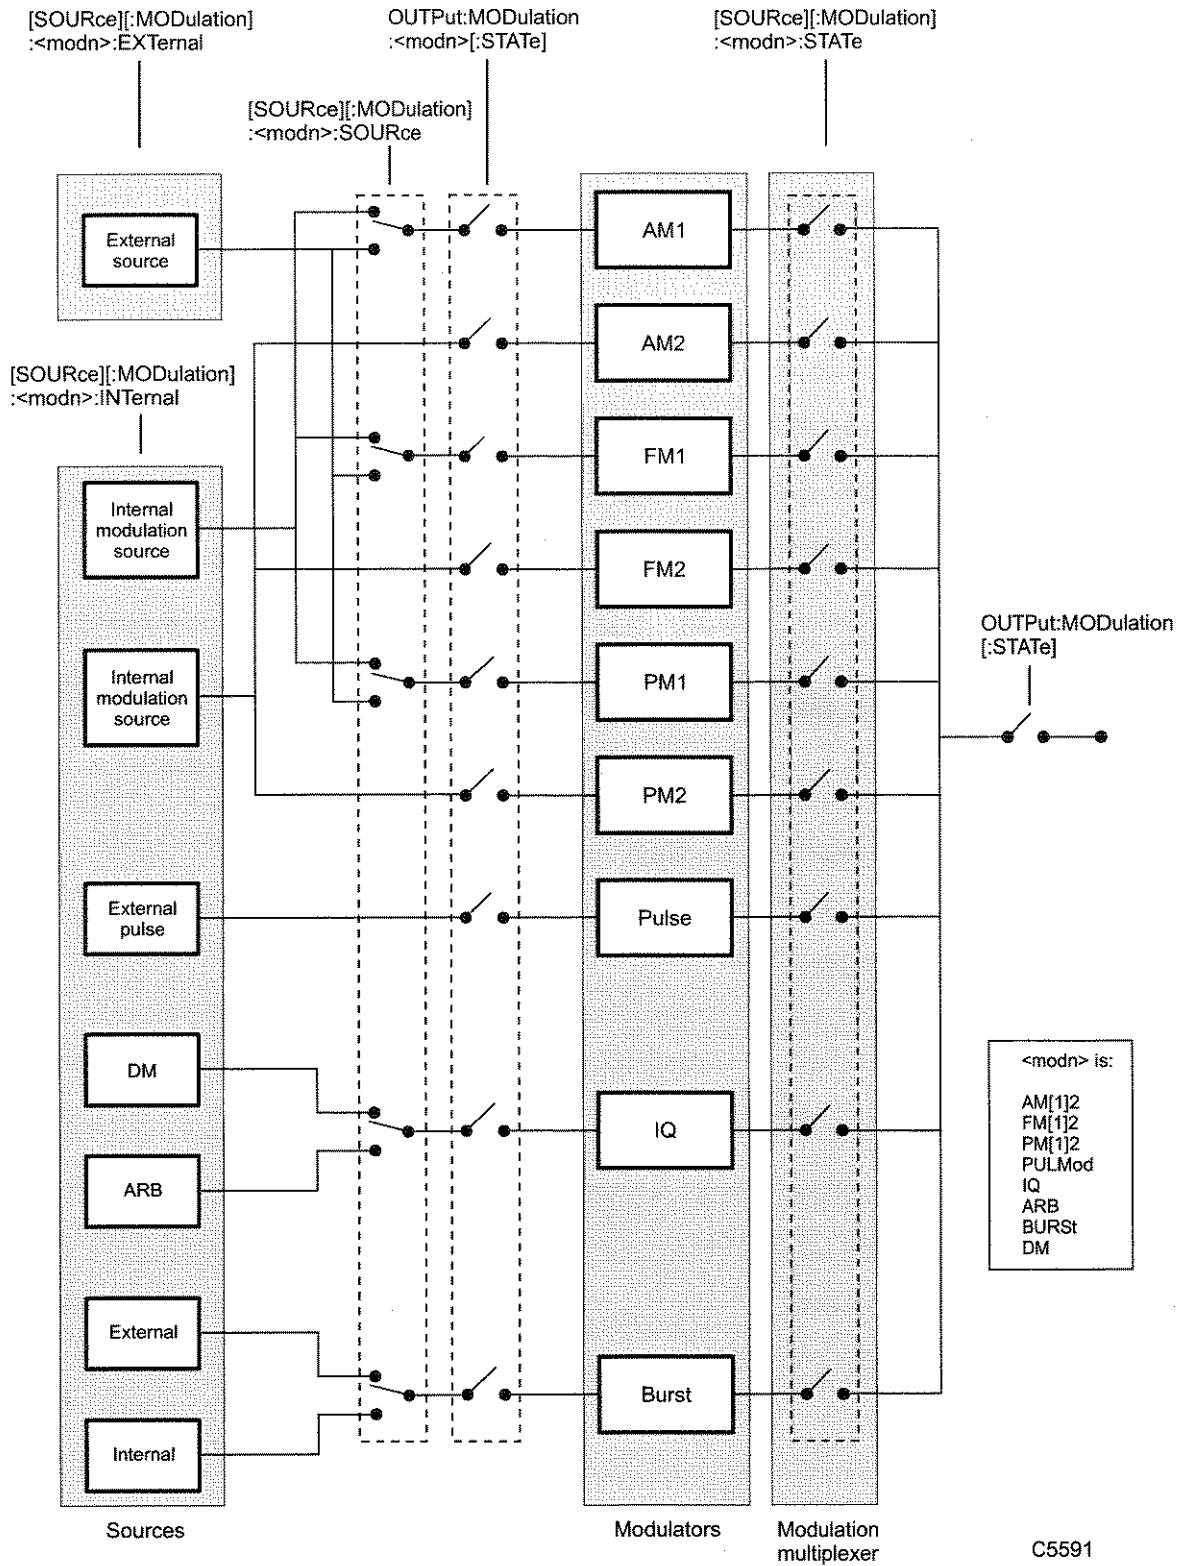 [SOURce][:MODulation]
:<modn>:EXTernal
OUTPut:MODulation
:<modn>[:STATe]
[SOURce][:MODulation]
:<modn>:STATe
[SOURce][:MODulation]
:<modn>:SOURce
External
source
AM1
AM2
[SOURce][:MODulation]
:<modn>:INTernal
FM1
Internal
modulation
source
FM2
OUTPut:MODulation
[:STATe]
Internal
modulation
source
PM1
PM2
External
pulse
Pulse
DM
IQ
ARB
<modn> is:
AM[1]2
FM[1]2
PM[1]2
PULMod
IQ
ARB
BURSt
DM
External
Burst
Internal
Sources
Modulators
Modulation
multiplexer
C5591